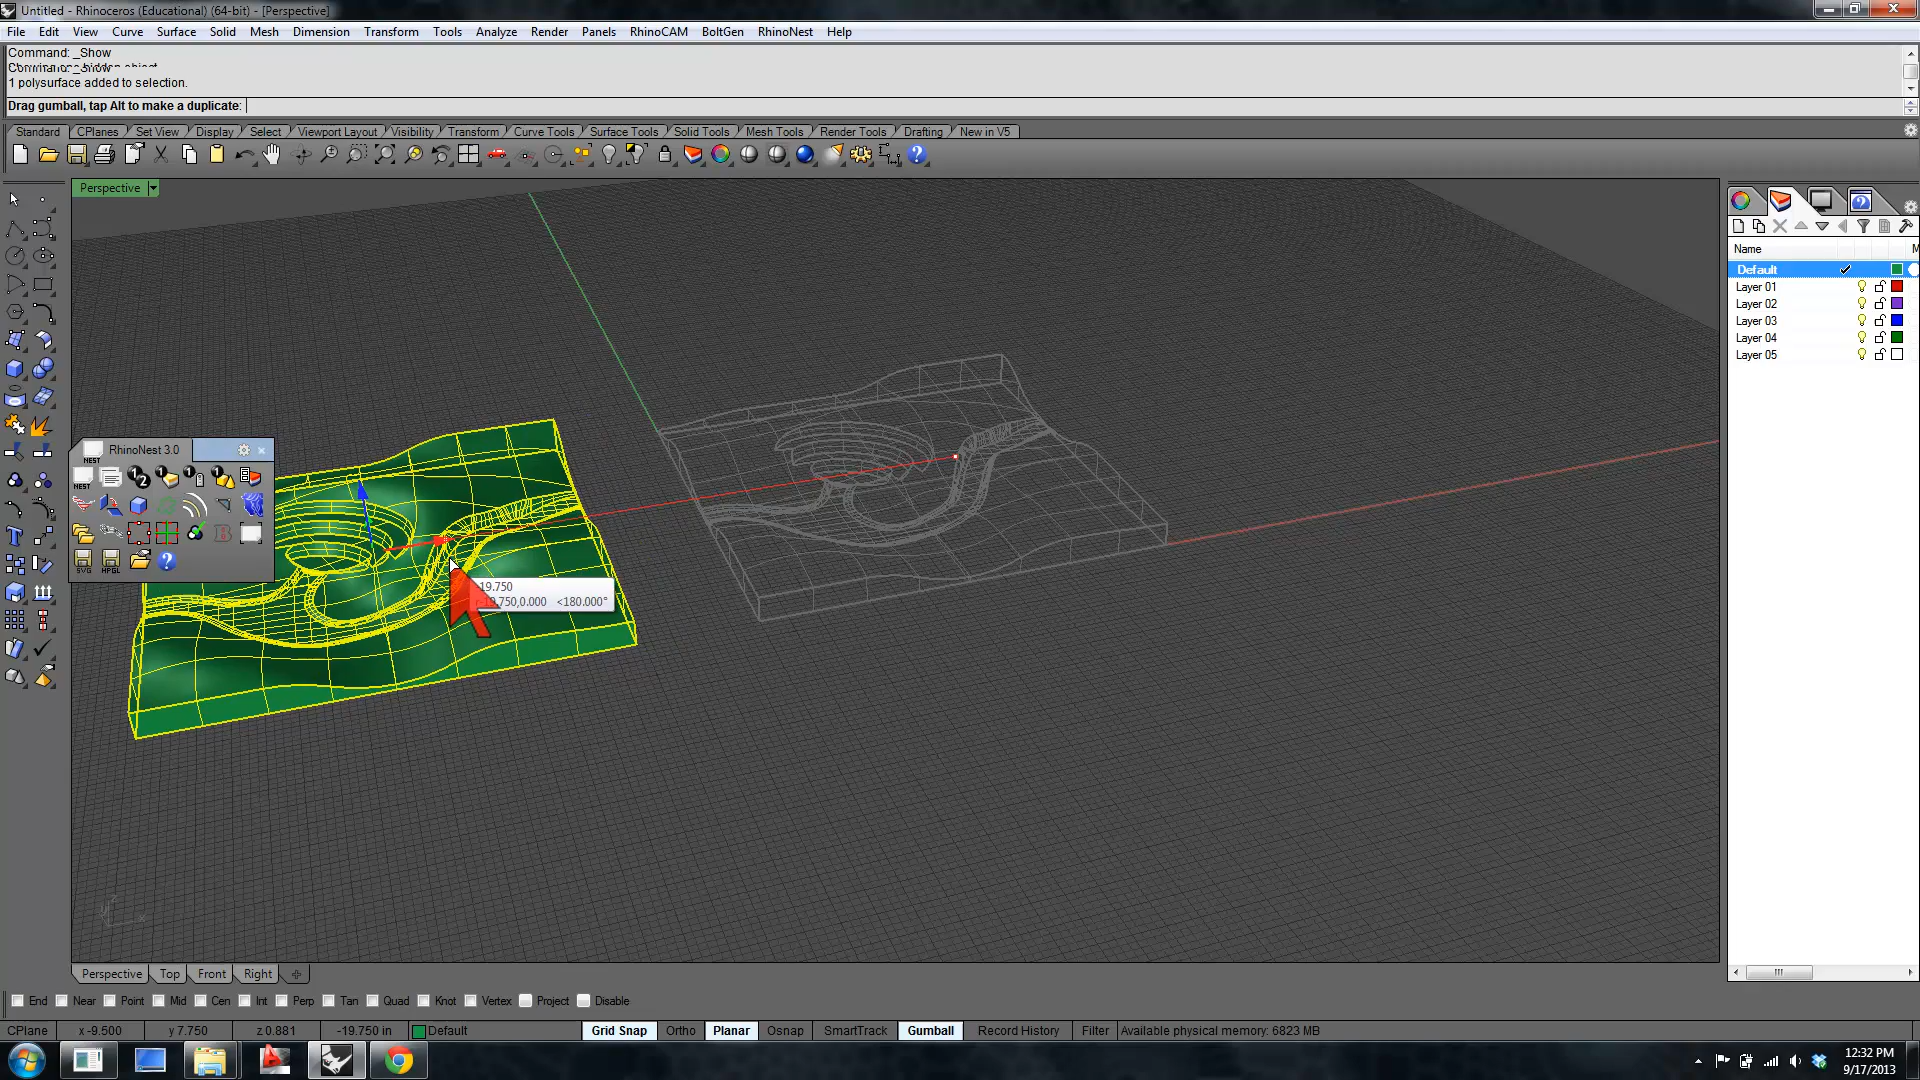 Untitled - Rhinoceros (Educational) (64-bit) - [Perspective]
File Edit View Curve Surface Solid Mesh Dimension Transform Tools Analyze Render Panels RhinoCAM BoltGen RhinoNest Help
Command: _Show
Command: _Show
1 polysurface added to selection.
Drag gumball, tap Alt to make a duplicate:
Standard CPlanes Set View Display Select Viewport Layout Visibility Transform Curve Tools Surface Tools Solid Tools Mesh Tools Render Tools Drafting New in V5
Perspective
Name M
Default
Layer 01
Layer 02
Layer 03
Layer 04
Layer 05
RhinoNest 3.0
NEST
NEST
SVG HPGL
19.750
<180.000°
Perspective Top Front Right
End Near Point Mid Cen Int Perp Tan Quad Knot Vertex Project Disable
CPlane x -9.500 y 7.750 z 0.881 -19.750 in Default Grid Snap Ortho Planar Osnap SmartTrack Gumball Record History Filter Available physical memory: 6823 MB
12:32 PM
9/17/2013